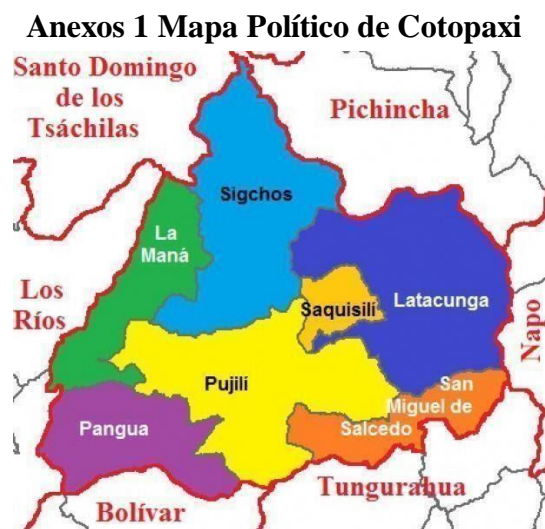 Anexos 1 Mapa Político de Cotopaxi
Santo Domingo
de los
Tsáchilas
Pichincha
Sigchos
La
Maná
Los
Ríos
Saquisilí
Latacunga
Napo
Pujilí
San
Miguel de
Salcedo
Pangua
Tungurahua
Bolívar